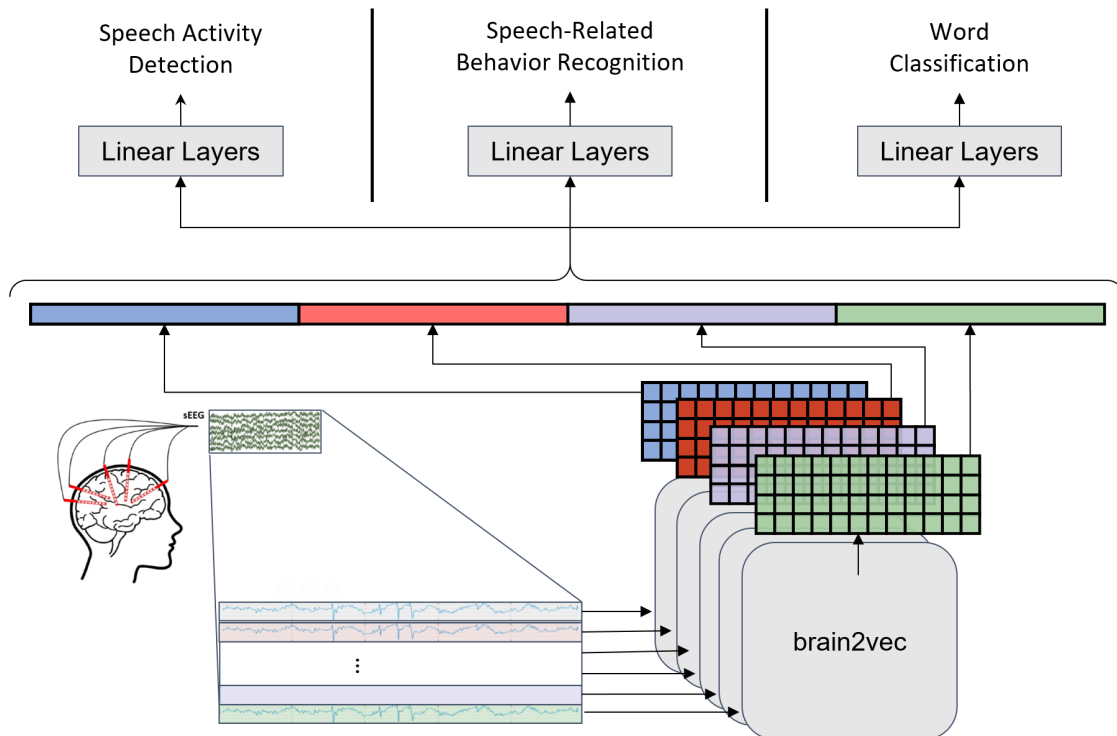 Speech Activity
Detection
Speech-Related
Behavior Recognition
Word
Classification
Linear Layers
Linear Layers
Linear Layers
sEEG
...
brain2vec